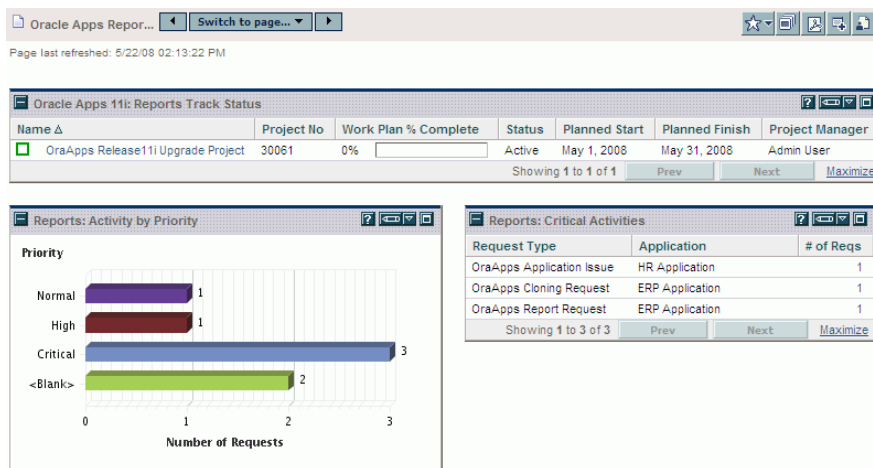 Oracle Apps Repor... Switch to page...
Page last refreshed: 5/22/08 02:13:22 PM
Oracle Apps 11i: Reports Track Status ?
Name Project No Work Plan % Complete Status Planned Start Planned Finish Project Manager
OraApps Release11i Upgrade Project 30061 0% Active May 1, 2008 May 31, 2008 Admin User
Showing 1 to 1 of 1 Prev Next Maximize
Reports: Activity by Priority ?
Priority
Normal 1
High 1
Critical 3
<Blank> 2
0 1 2 3
Number of Requests
Reports: Critical Activities ?
Request Type Application # of Reqs
OraApps Application Issue HR Application 1
OraApps Cloning Request ERP Application 1
OraApps Report Request ERP Application 1
Showing 1 to 3 of 3 Prev Next Maximize